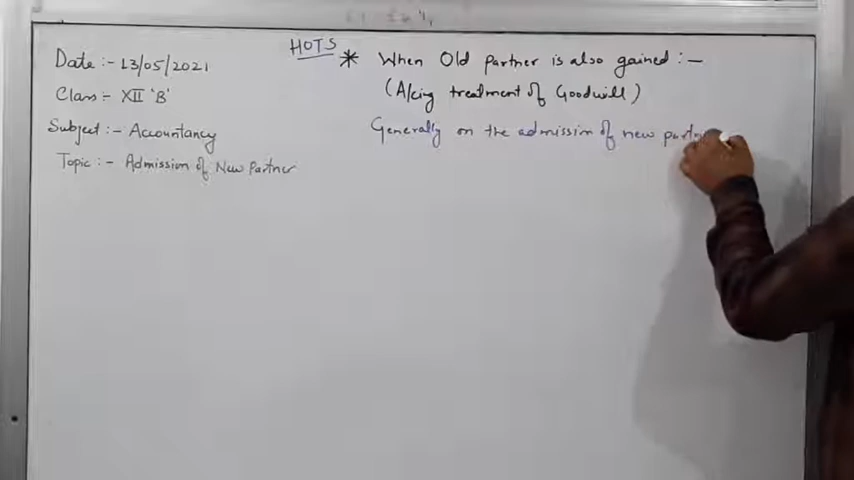 Date :- 13/05/2021
Class :- XII 'B'
Subject :- Accountancy
Topic :- Admission of New Partner
HOTS * When Old partner is also gained :-
(A/cing treatment of Goodwill)
Generally on the admission of new partn